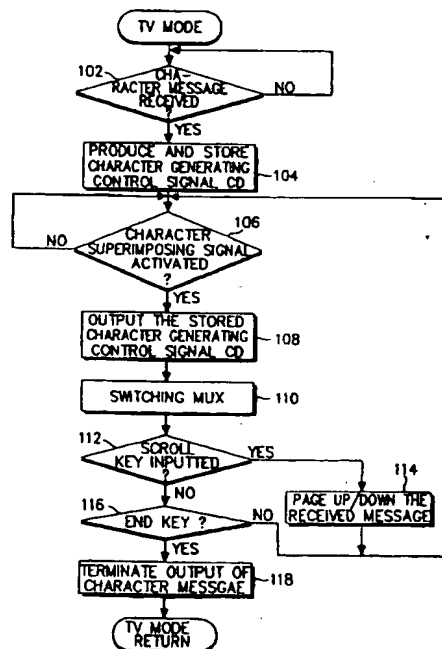 TV MODE
102
CHA-
RACTER MESSAGE
RECEIVED
?
NO
YES
PRODUCE AND STORE
CHARACTER GENERATING
CONTROL SIGNAL CD
104
106
NO
CHARACTER
SUPERIMPOSING SIGNAL
ACTIVATED
?
YES
OUTPUT THE STORED
CHARACTER GENERATING
CONTROL SIGNAL CD
108
SWITCHING MUX
110
112
SCROLL
KEY INPUTTED
?
YES
114
PAGE UP/DOWN THE
RECEIVED MESSAGE
NO
116
END KEY ?
NO
YES
TERMINATE OUTPUT OF
CHARACTER MESSGAE
118
TV MODE
RETURN